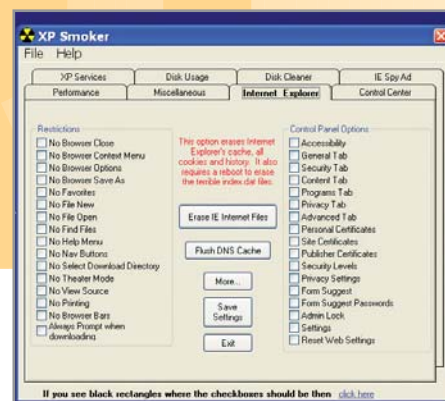 XP Smoker
File Help
XP Services Disk Usage Disk Cleaner IE Spy Ad
Performance Miscellaneous Internet Explorer Control Center
Restrictions
No Browser Close
No Browser Context Menu
No Browser Options
No Browser Save As
No Favorites
No File New
No File Open
No Find Files
No Help Menu
No Nav Buttons
No Select Download Directory
No Theater Mode
No View Source
No Printing
No Browser Bars
Always Prompt when
downloading
This option erases Internet
Explorer's cache, all
cookies and history. It also
requires a reboot to erase
the terrible index dat files.
Erase IE Internet Files
Flush DNS Cache
More...
Save
Settings
Exit
Control Panel Options
Accessibility
General Tab
Security Tab
Content Tab
Programs Tab
Privacy Tab
Advanced Tab
Personal Certificates
Site Certificates
Publisher Certificates
Security Levels
Privacy Settings
Form Suggest
Form Suggest Passwords
Admin Lock
Settings
Reset Web Settings
If you see black rectangles where the checkboxes should be then click here